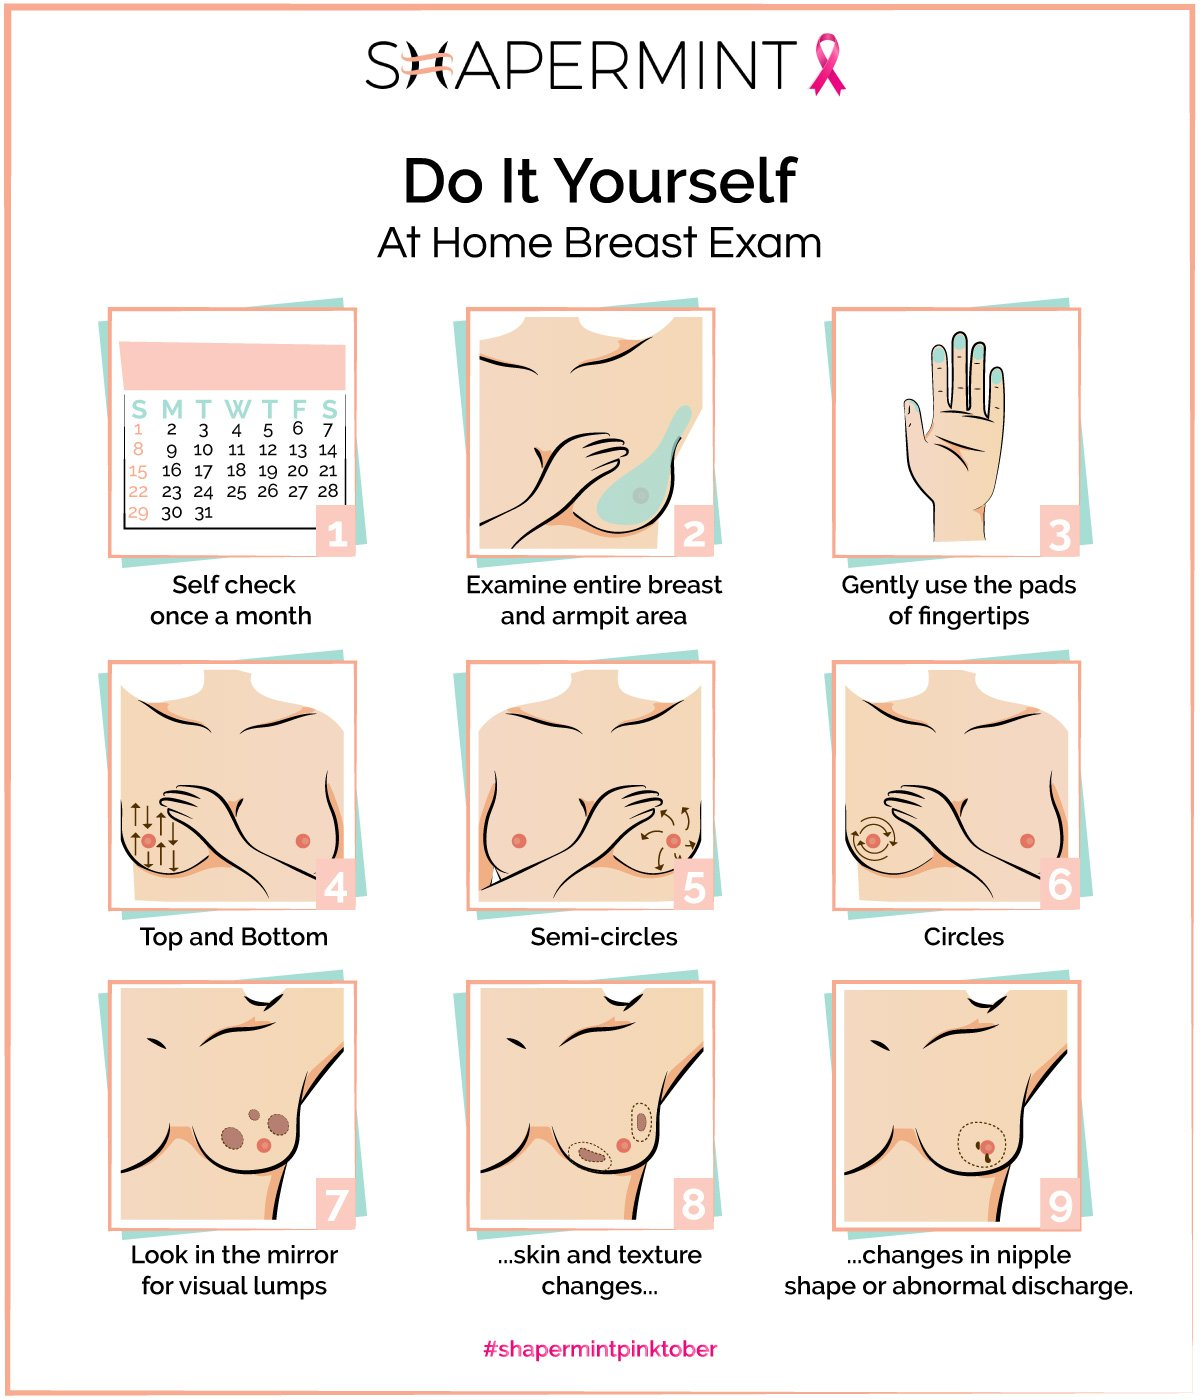 SHAPERMINT
Do It Yourself
At Home Breast Exam
S M T W T F S
1 2 3 4 5 6 7
8 9 10 11 12 13 14
15 16 17 18 19 20 21
22 23 24 25 26 27 28
29 30 31
1
2
3
Self check
once a month
Examine entire breast
and armpit area
Gently use the pads
of fingertips
4
5
6
Top and Bottom
Semi-circles
Circles
7
8
9
Look in the mirror
for visual lumps
...skin and texture
changes...
...changes in nipple
shape or abnormal discharge.
#shapermintpinktober